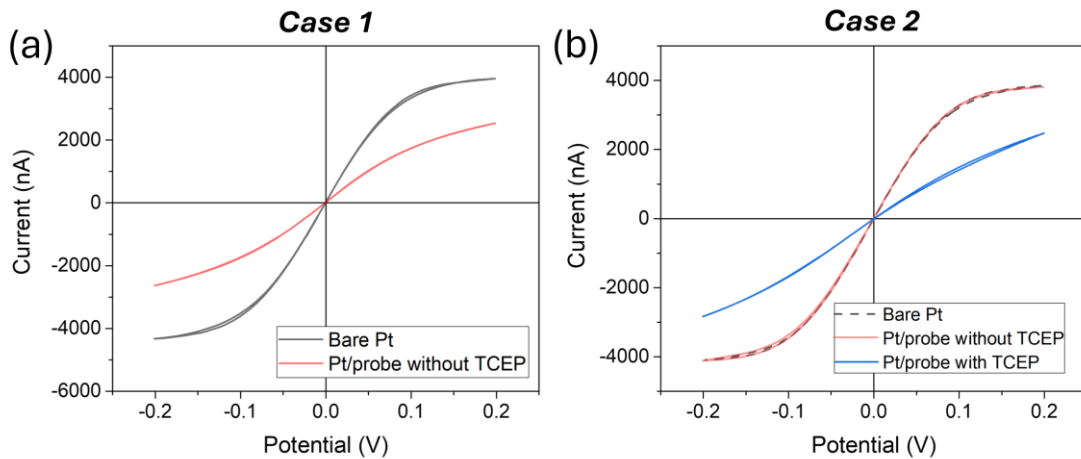 Case 1
(a)
4000
2000
0
-2000
-4000
-6000
Current (nA)
-0.2
-0.1
0.0
0.1
0.2
Potential (V)
Bare Pt
Pt/probe without TCEP
Case 2
(b)
4000
2000
0
-2000
-4000
Current (nA)
-0.2
-0.1
0.0
0.1
0.2
Potential (V)
Bare Pt
Pt/probe without TCEP
Pt/probe with TCEP